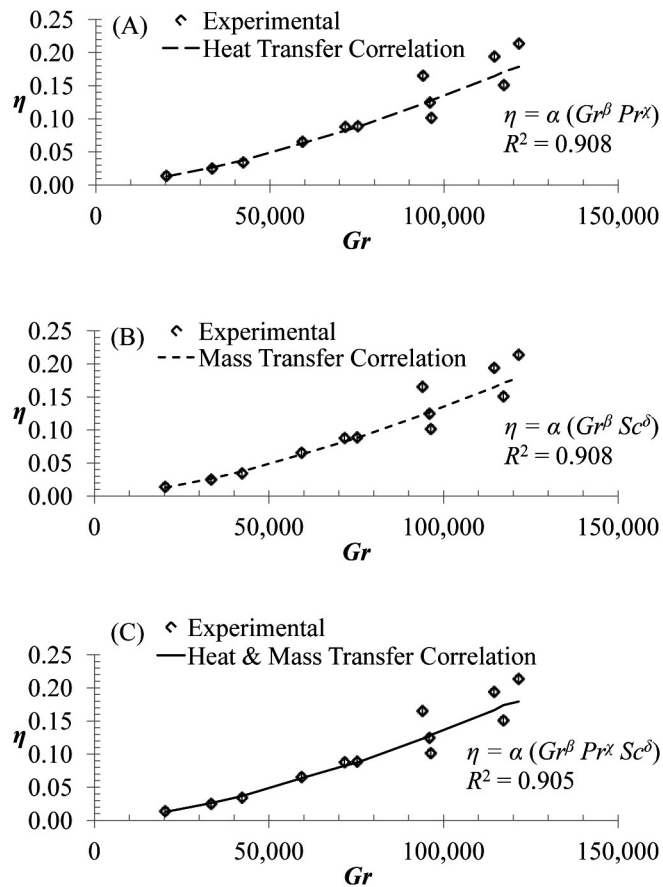 (A)
Experimental
Heat Transfer Correlation
0.25
0.20
0.15
0.10
0.05
0.00
η
η = α (Gr^β Pr^χ)
R² = 0.908
0
50,000
100,000
150,000
Gr
(B)
Experimental
Mass Transfer Correlation
0.25
0.20
0.15
0.10
0.05
0.00
η
η = α (Gr^β Sc^δ)
R² = 0.908
0
50,000
100,000
150,000
Gr
(C)
Experimental
Heat & Mass Transfer Correlation
0.25
0.20
0.15
0.10
0.05
0.00
η
η = α (Gr^β Pr^χ Sc^δ)
R² = 0.905
0
50,000
100,000
150,000
Gr